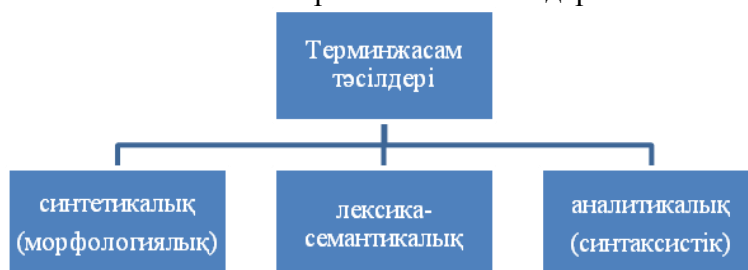 Терминжасам
тәсілдері
синтетикалық
(морфологиялық)
лексика-
семантикалық
аналитикалық
(синтаксистік)